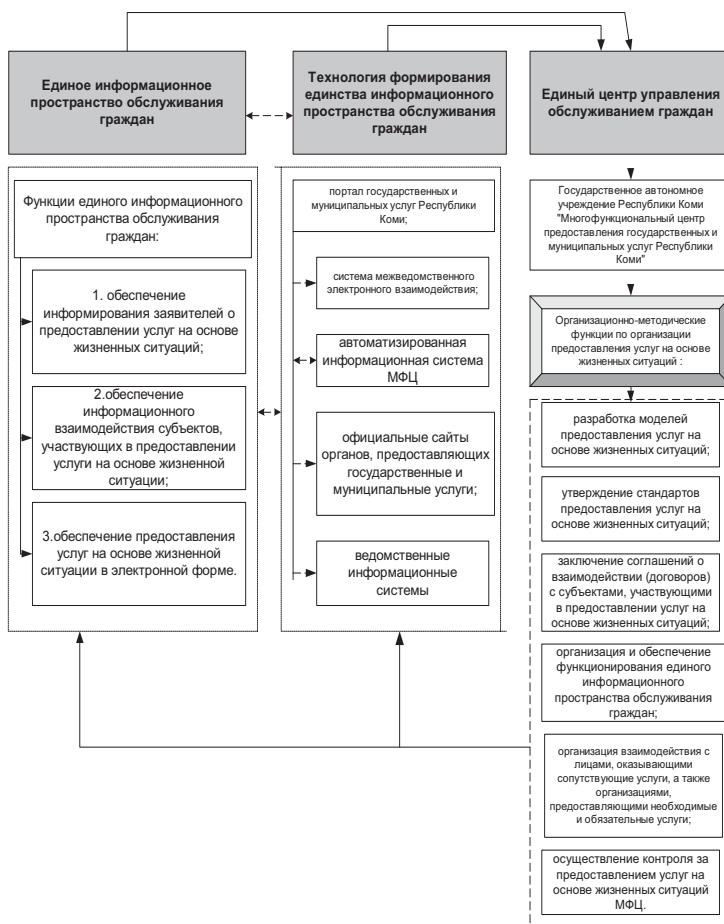 Единое информационное
пространство обслуживания
граждан
Технология формирования
единства информационного
пространства обслуживания
граждан
Единый центр управления
обслуживанием граждан
Функции единого информационного
пространства обслуживания
граждан:
1. обеспечение
информирования заявителей о
предоставлении услуг на основе
жизненных ситуаций;
2.обеспечение
информационного
взаимодействия субъектов,
участвующих в предоставлении
услуги на основе жизненной
ситуации;
3.обеспечение предоставления
услуг на основе жизненной
ситуации в электронной форме.
портал государственных и
муниципальных услуг Республики
Коми;
система межведомственного
электронного взаимодействия;
автоматизированная
информационная система
МФЦ
официальные сайты
органов, предоставляющих
государственные и
муниципальные услуги;
ведомственные
информационные
системы
Государственное автономное
учреждение Республики Коми
"Многофункциональный центр
предоставления государственных и
муниципальных услуг Республики
Коми"
Организационно-методические
функции по организации
предоставления услуг на основе
жизненных ситуаций :
разработка моделей
предоставления услуг на
основе жизненных ситуаций;
утверждение стандартов
предоставления услуг на
основе жизненных ситуаций;
заключение соглашений о
взаимодействии (договоров)
с субъектами, участвующими
в предоставлении услуг на
основе жизненных ситуаций;
организация и обеспечение
функционирования единого
информационного
пространства обслуживания
граждан;
организация взаимодействия с
лицами, оказывающими
сопутствующие услуги, а также
организациями,
предоставляющими необходимые
и обязательные услуги;
осуществление контроля за
предоставлением услуг на
основе жизненных ситуаций
МФЦ.